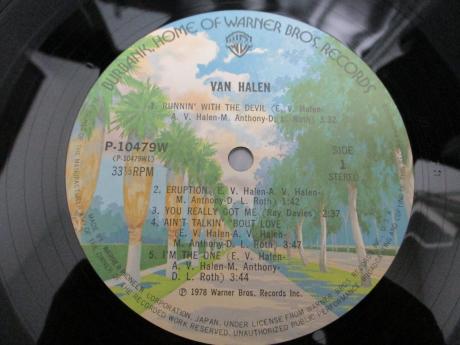 BURBANK, HOME OF WARNER BROS. RECORDS
VAN HALEN
1. RUNNIN' WITH THE DEVIL (E. V. Halen-
A. V. Halen-M. Anthony-D. L. Roth) 3:32
P-10479W
(P-10479W1)
33⅓RPM
SIDE
1
STEREO
2. ERUPTION (E. V. Halen-A. V. Halen-
M. Anthony-D. L. Roth) 1:42
3. YOU REALLY GOT ME (Ray Davies) 2:37
4. AIN'T TALKIN' 'BOUT LOVE
(E. V. Halen-A. V. Halen-
M. Anthony-D. L. Roth) 3:47
5. I'M THE ONE (E. V. Halen-
A. V. Halen-M. Anthony-
D. L. Roth) 3:44
Ⓟ 1978 Warner Bros. Records Inc.
CORPORATION, JAPAN, UNDER LICENSE FROM WARNER BROS.
RECORDED WORK RESERVED. UNAUTHORIZED PUBLIC PERFORMANCE